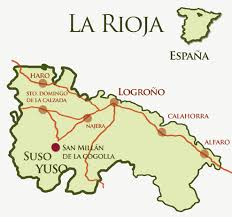 LA RIOJA
ESPAÑA
HARO
STO. DOMINGO
DE LA CALZADA
LOGROÑO
NAJERA
CALAHORRA
ALFARO
SAN MILLÁN
DE LA COGOLLA
SUSO
YUSO